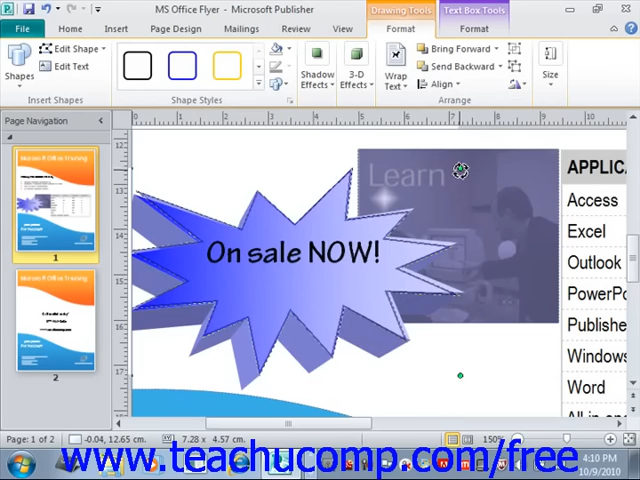 MS Office Flyer - Microsoft Publisher
Drawing Tools
Text Box Tools
File
Home
Insert
Page Design
Mailings
Review
View
Format
Format
Shapes
Edit Shape
Edit Text
Insert Shapes
Shape Styles
Shadow Effects
3-D Effects
Wrap Text
Bring Forward
Send Backward
Align
Arrange
Size
Size
Page Navigation
1
2
On sale NOW!
Learn
APPLICA
Access
Excel
Outlook
PowerPo
Publishe
Windows
Word
Page: 1 of 2
-0.04, 12.65 cm.
7.28 x 4.57 cm.
150%
www.teachucomp.com/free
4:10 PM
10/9/2010